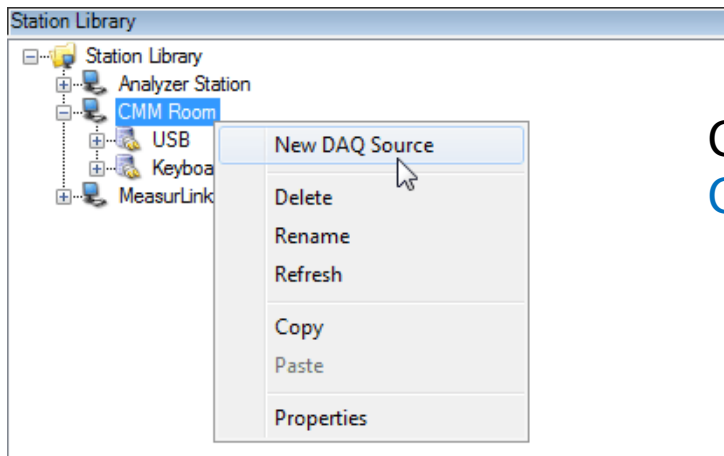 Station Library
Station Library
Analyzer Station
CMM Room
USB
New DAQ Source
Keyboa
MeasurLink
Delete
Rename
Refresh
Copy
Paste
Properties